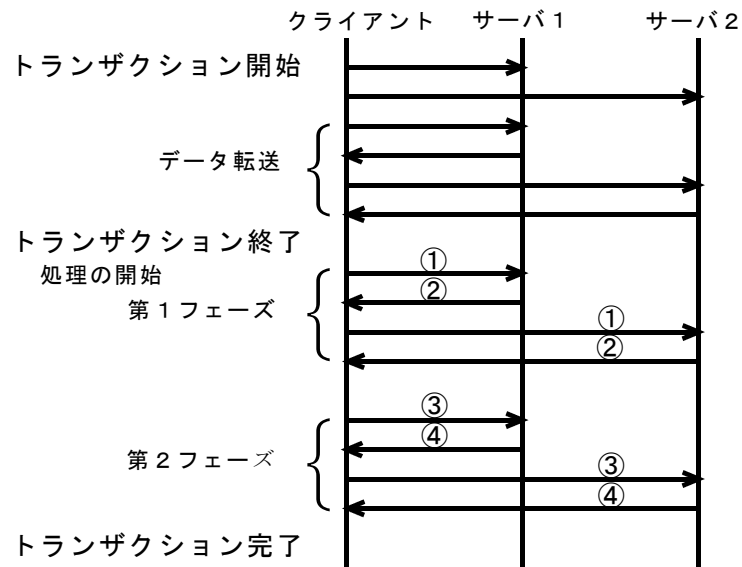 クライアント サーバ１ サーバ２
トランザクション開始
データ転送
トランザクション終了
処理の開始
①
②
第１フェーズ
①
②
③
④
第２フェーズ
③
④
トランザクション完了